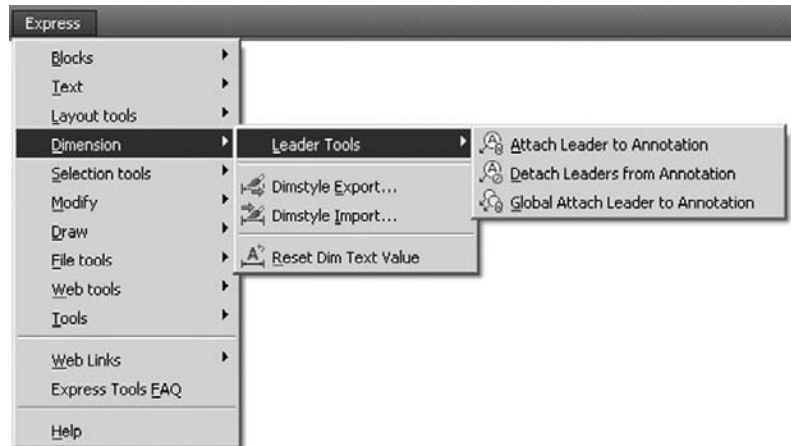 Express
Blocks
Text
Layout tools
Dimension
Selection tools
Modify
Draw
File tools
Web tools
Tools
Web Links
Express Tools FAQ
Help
Leader Tools
Dimstyle Export...
Dimstyle Import...
Reset Dim Text Value
Attach Leader to Annotation
Detach Leaders from Annotation
Global Attach Leader to Annotation